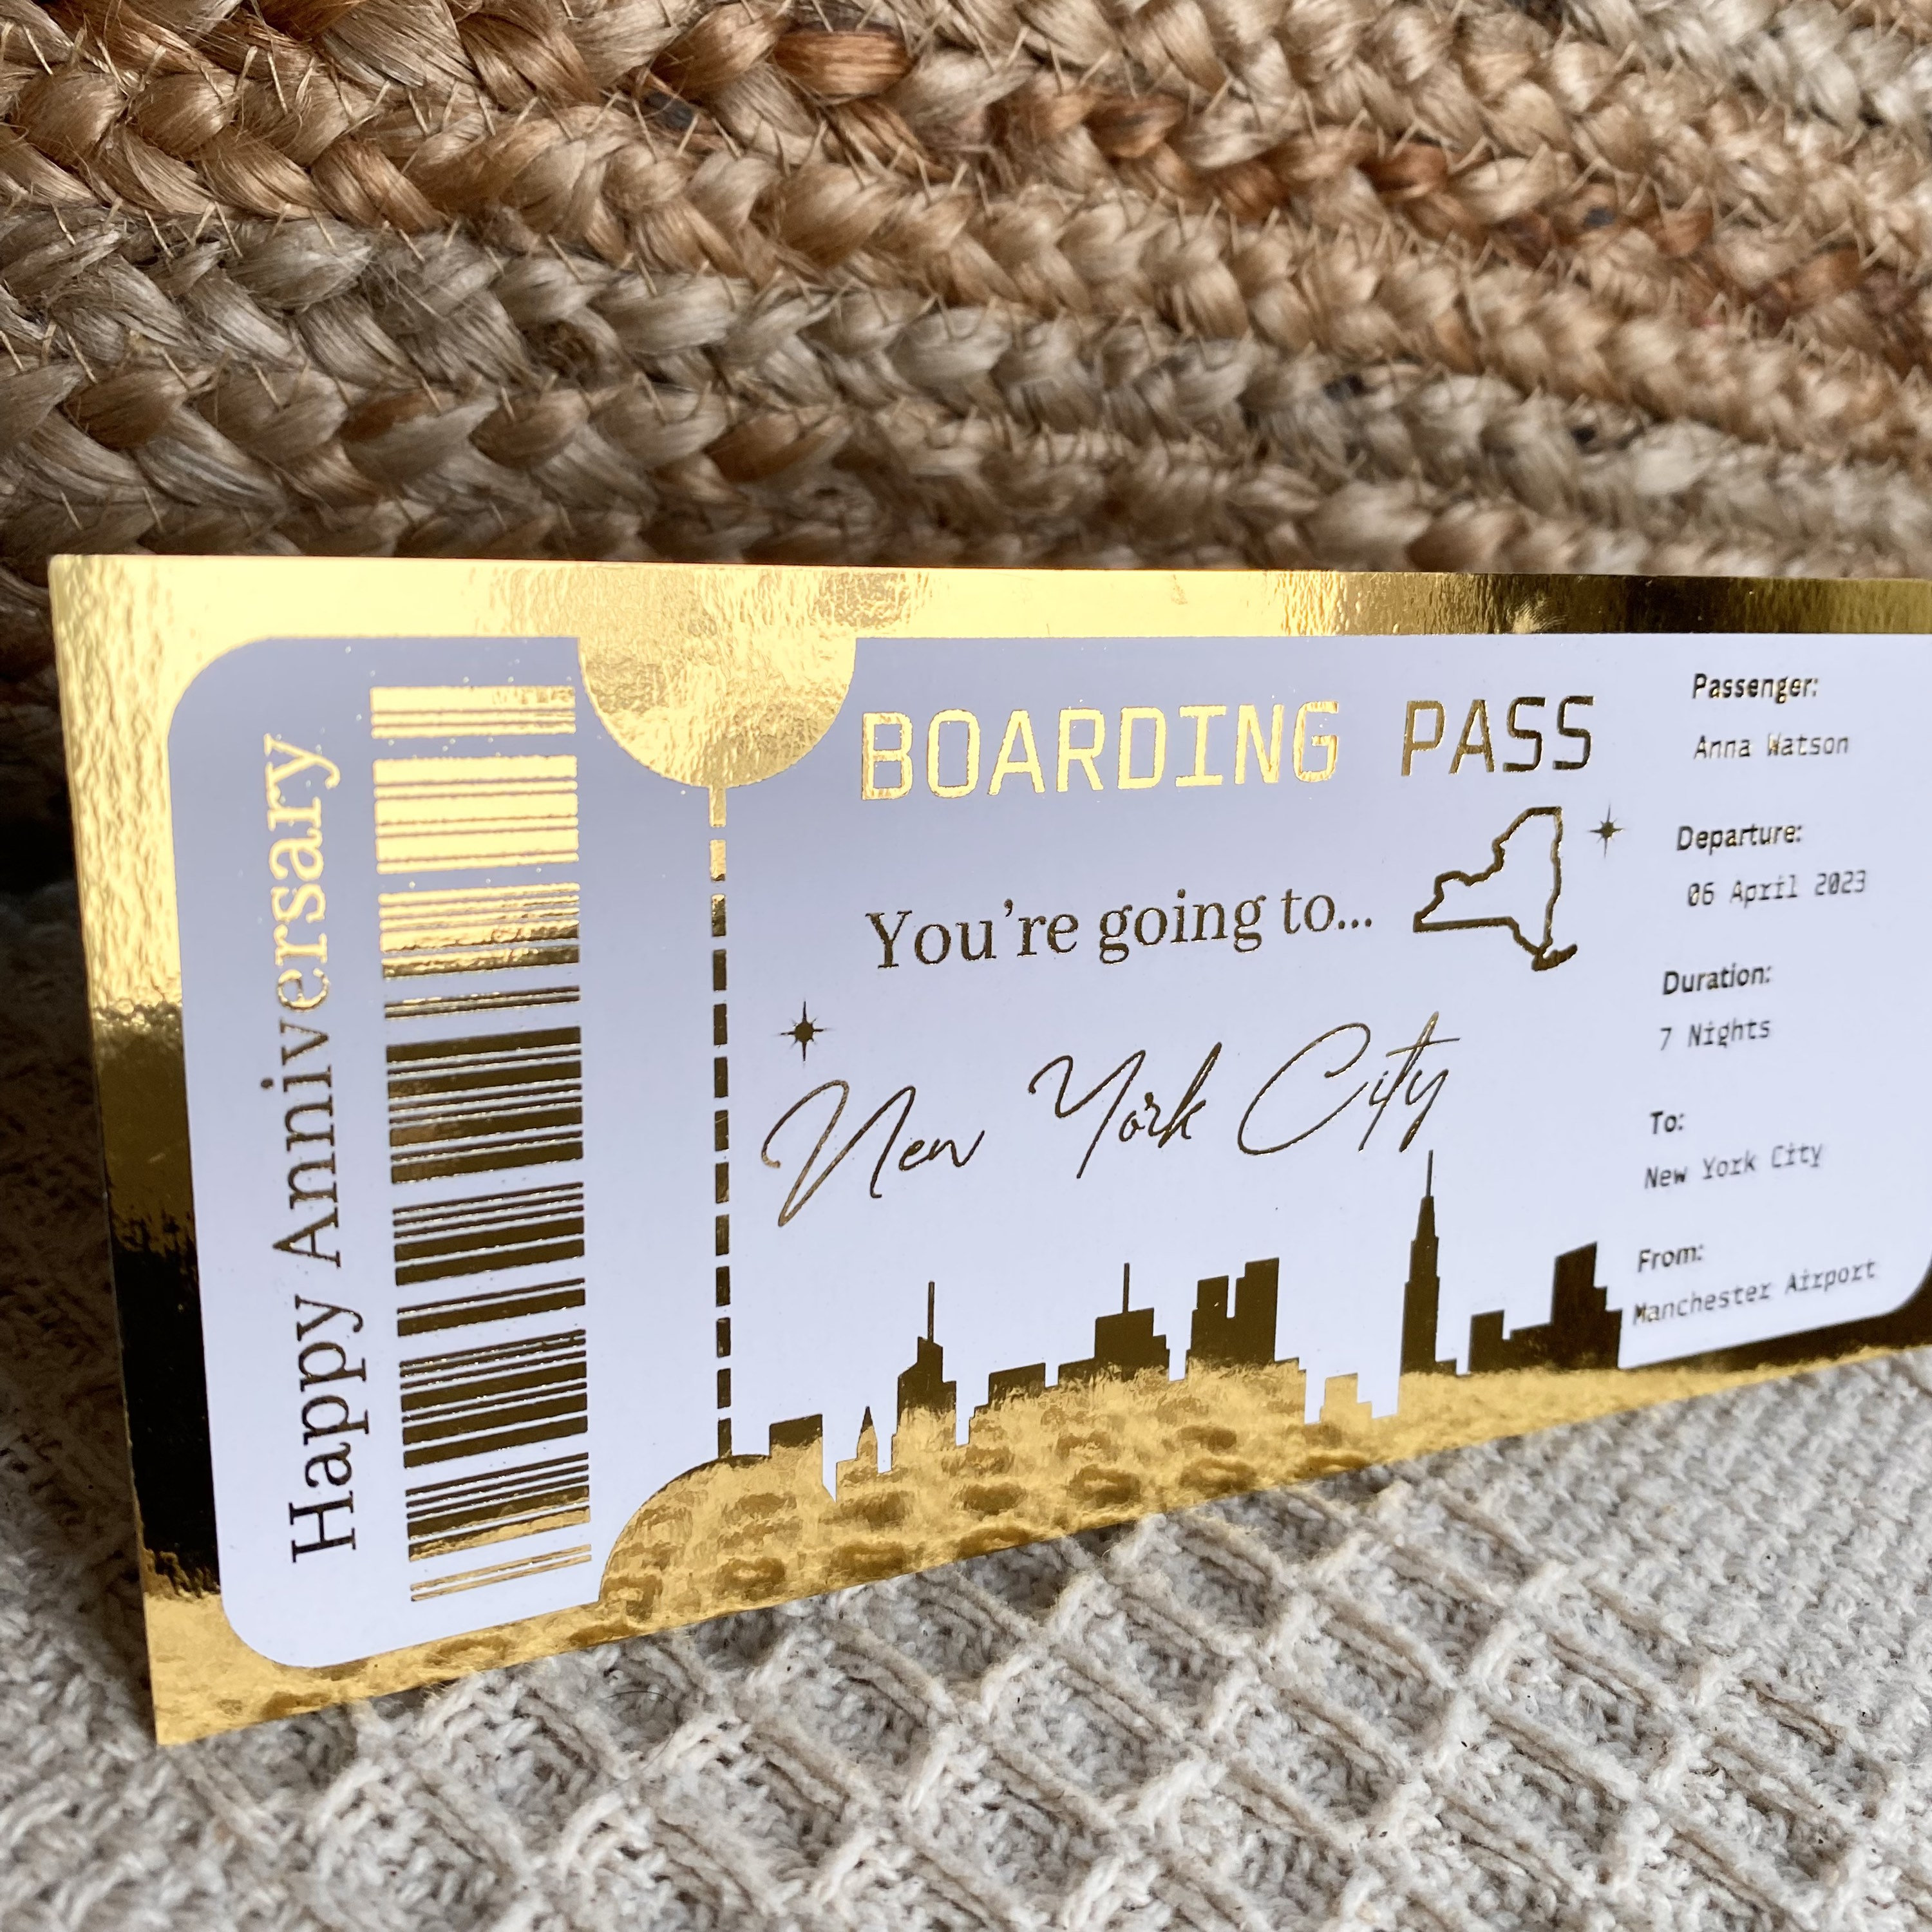 Happy Anniversary
BOARDING PASS
You're going to...
New York City
Passenger:
Anna Watson
Departure:
06 April 2023
Duration:
7 Nights
To:
New York City
From:
Manchester Airport